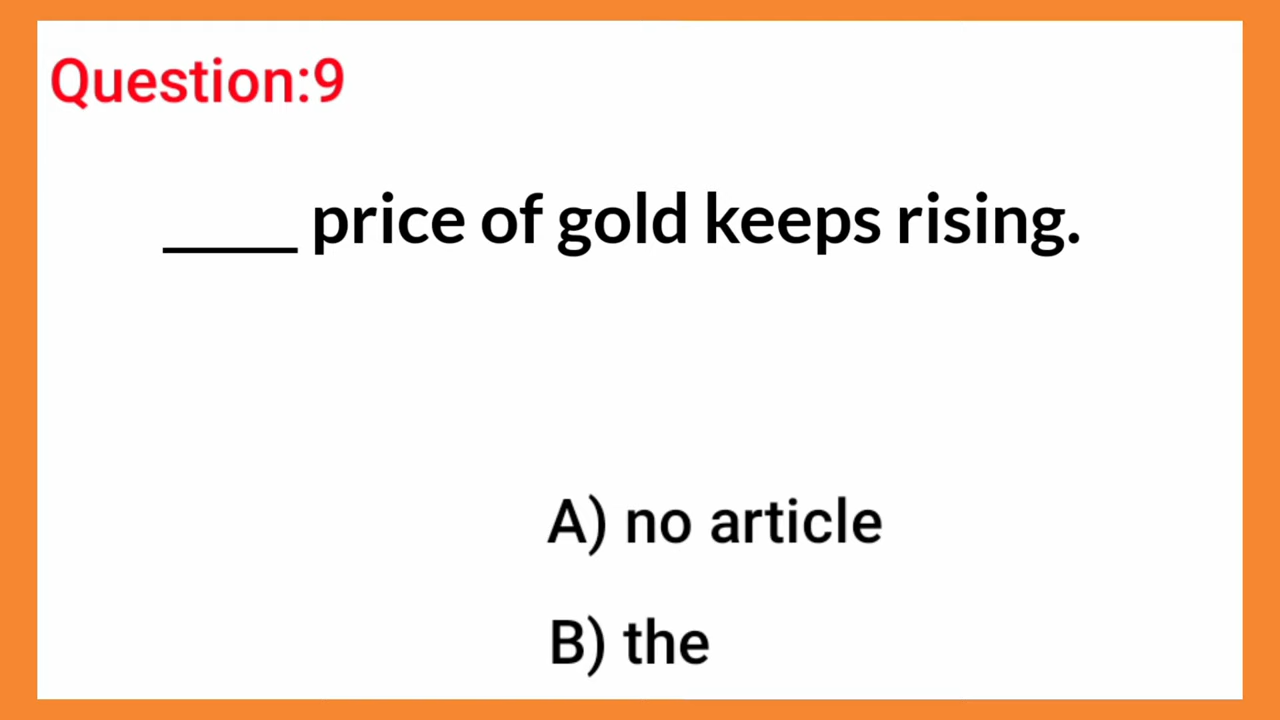 Question:9
____ price of gold keeps rising.
A) no article
B) the